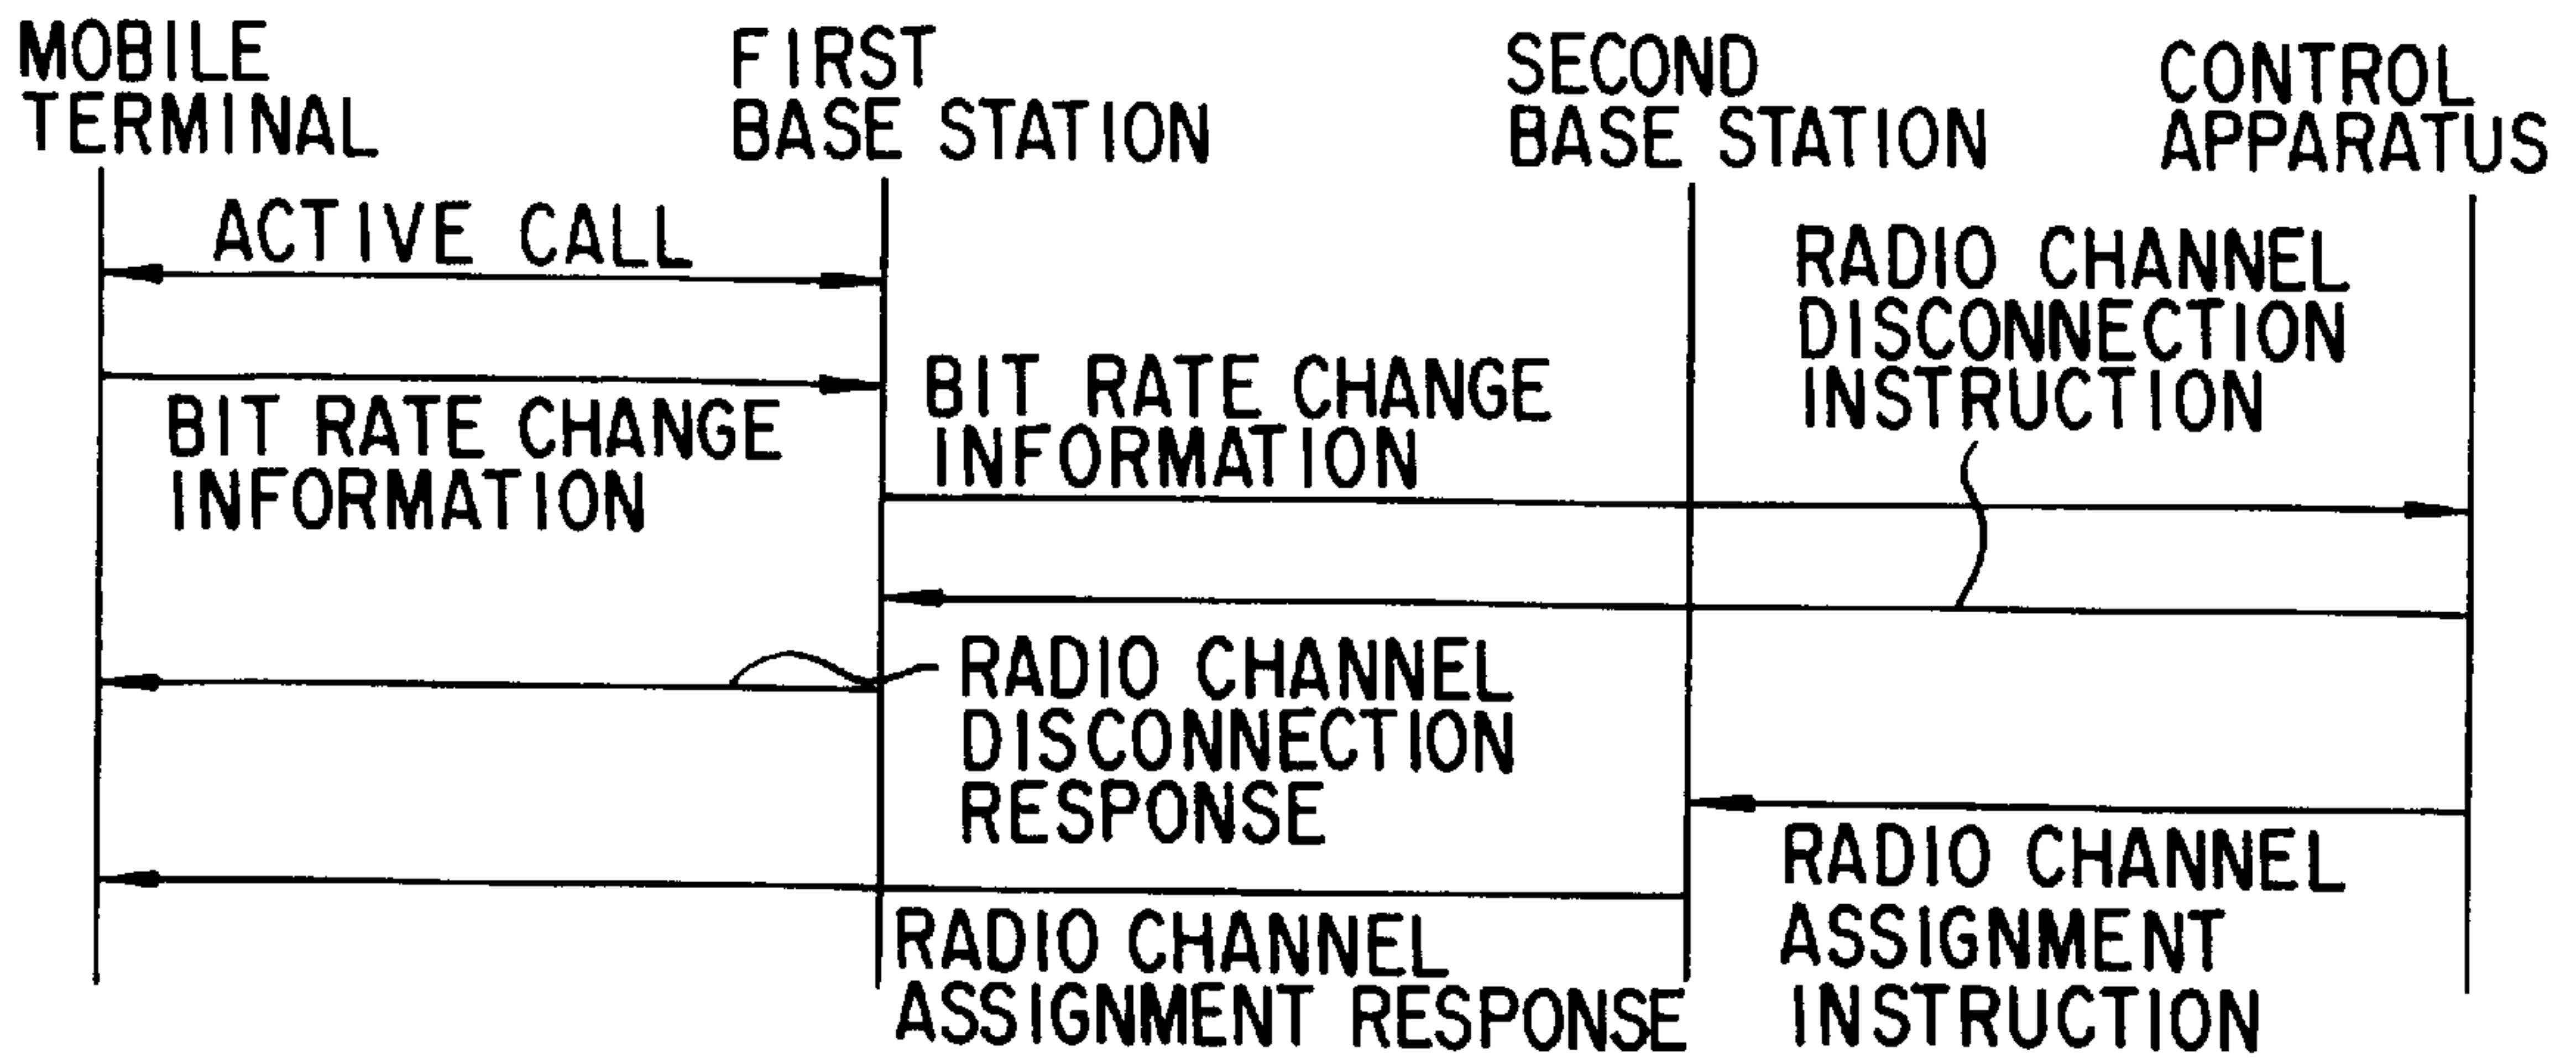 MOBILE
TERMINAL
FIRST
BASE STATION
SECOND
BASE STATION
CONTROL
APPARATUS
ACTIVE CALL
RADIO CHANNEL
DISCONNECTION
INSTRUCTION
BIT RATE CHANGE
INFORMATION
BIT RATE CHANGE
INFORMATION
RADIO CHANNEL
DISCONNECTION
RESPONSE
RADIO CHANNEL
ASSIGNMENT
INSTRUCTION
RADIO CHANNEL
ASSIGNMENT RESPONSE